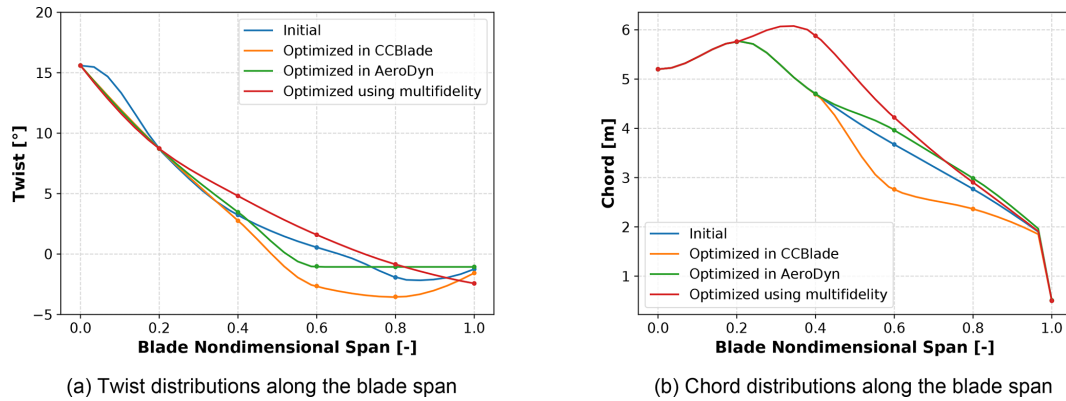 20
15
10
5
0
−5
Twist [°]
0.0 0.2 0.4 0.6 0.8 1.0
Blade Nondimensional Span [-]
Initial
Optimized in CCBlade
Optimized in AeroDyn
Optimized using multifidelity
(a) Twist distributions along the blade span
6
5
4
3
2
1
Chord [m]
Initial
Optimized in CCBlade
Optimized in AeroDyn
Optimized using multifidelity
0.0 0.2 0.4 0.6 0.8 1.0
Blade Nondimensional Span [-]
(b) Chord distributions along the blade span